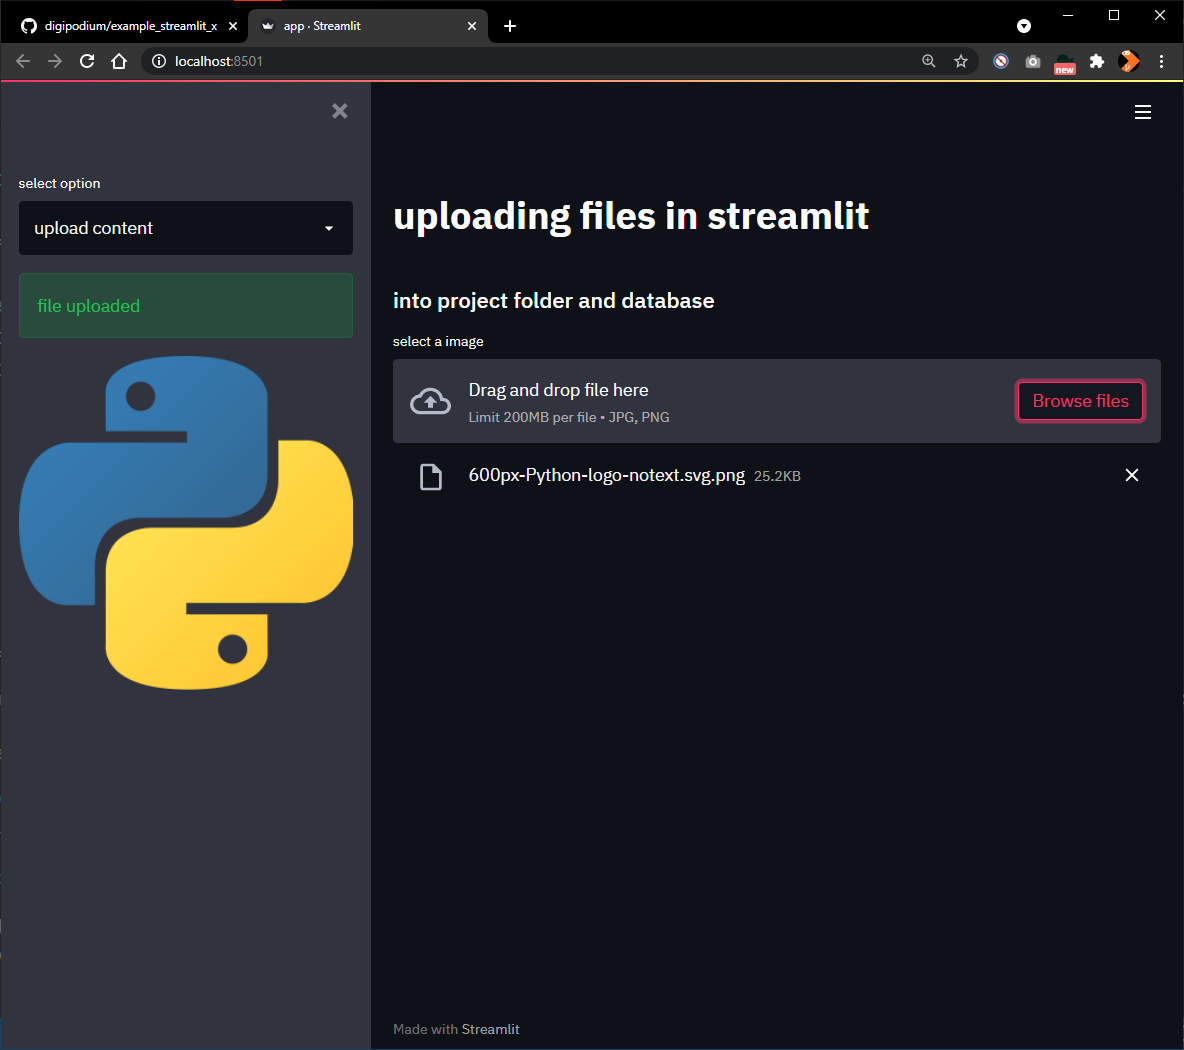 digipodium/example_streamlit_x
app · Streamlit
localhost:8501
new
select option
upload content
file uploaded
uploading files in streamlit
into project folder and database
select a image
Drag and drop file here
Limit 200MB per file • JPG, PNG
Browse files
600px-Python-logo-notext.svg.png 25.2KB
Made with Streamlit